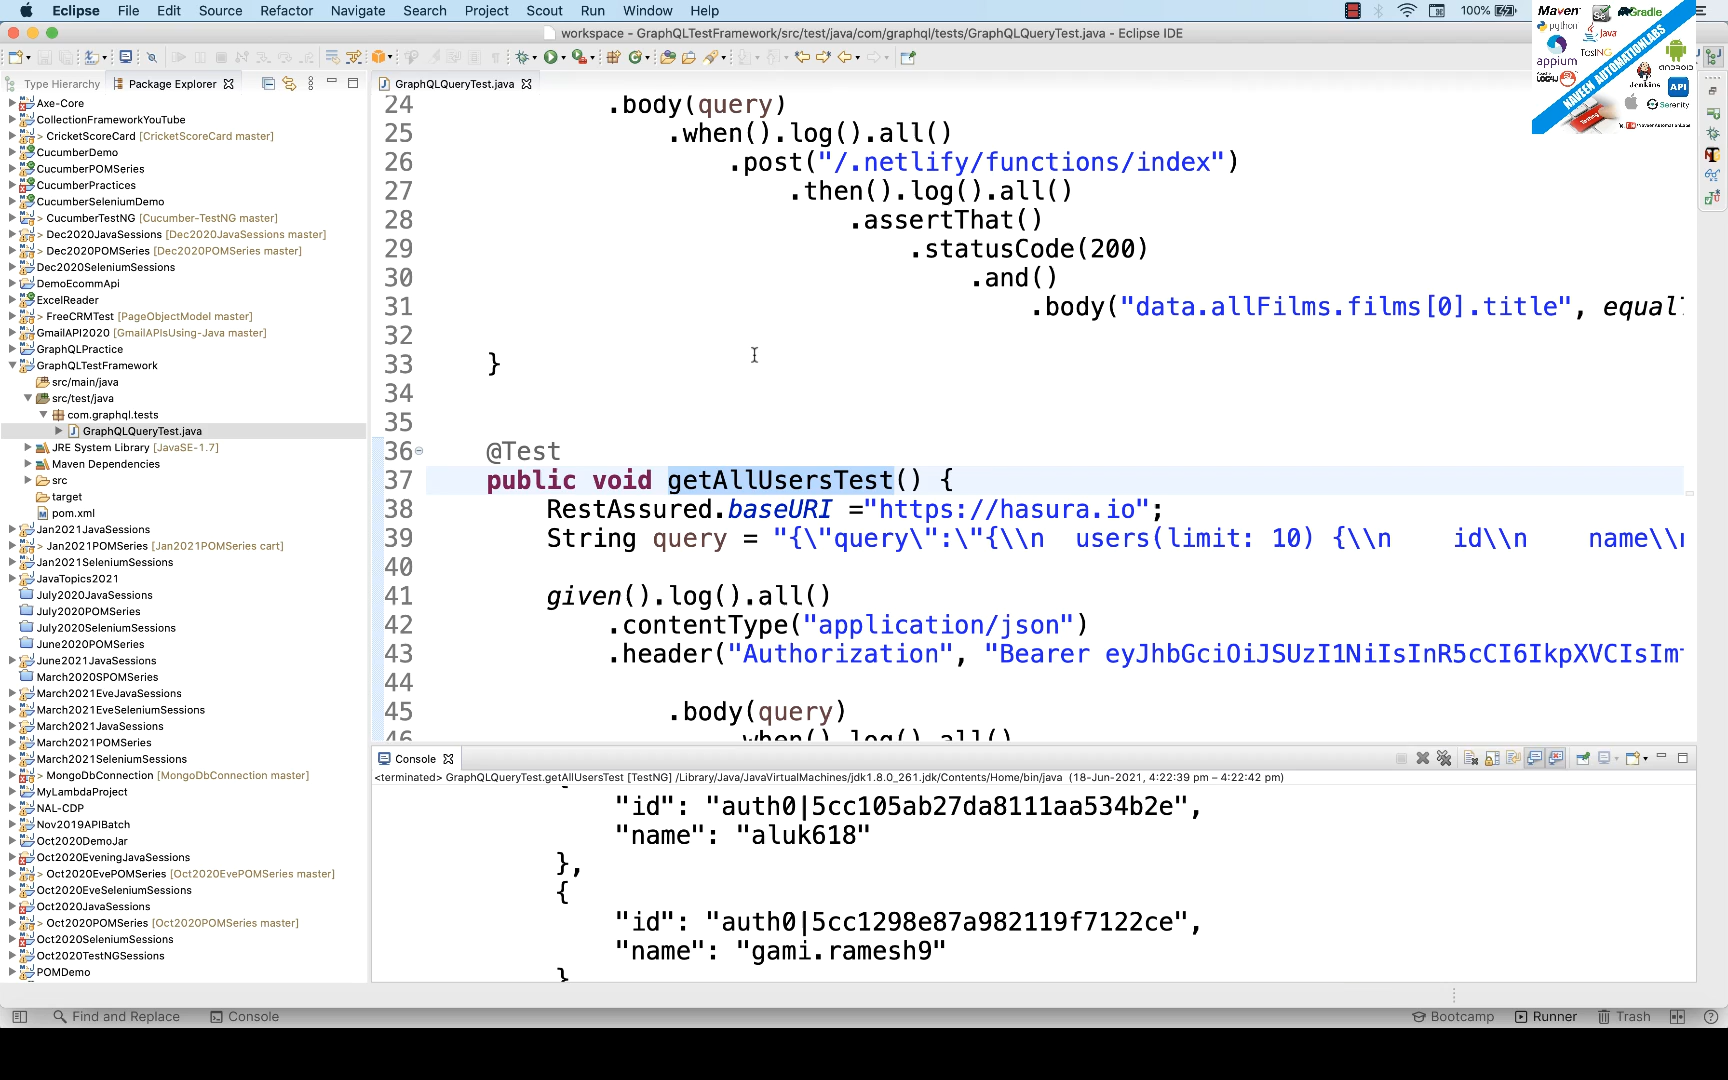 Eclipse File Edit Source Refactor Navigate Search Project Scout Run Window Help
100%
workspace - GraphQLTestFramework/src/test/java/com/graphql/tests/GraphQLQueryTest.java - Eclipse IDE
Maven
Gradle
python
Java
TestNG
appium
ANDROID
LOG4J
Jenkins
API
Serenity
NAVEEN AUTOMATIONLABS
Type Hierarchy
Package Explorer
GraphQLQueryTest.java
Axe-Core
CollectionFrameworkYouTube
> CricketScoreCard [CricketScoreCard master]
CucumberDemo
CucumberPOMSeries
CucumberPractices
CucumberSeleniumDemo
> CucumberTestNG [Cucumber-TestNG master]
> Dec2020JavaSessions [Dec2020JavaSessions master]
> Dec2020POMSeries [Dec2020POMSeries master]
Dec2020SeleniumSessions
DemoEcommApi
ExcelReader
> FreeCRMTest [PageObjectModel master]
GmailAPI2020 [GmailAPIsUsing-Java master]
GraphQLPractice
GraphQLTestFramework
src/main/java
src/test/java
com.graphql.tests
GraphQLQueryTest.java
JRE System Library [JavaSE-1.7]
Maven Dependencies
src
target
pom.xml
Jan2021JavaSessions
> Jan2021POMSeries [Jan2021POMSeries cart]
Jan2021SeleniumSessions
JavaTopics2021
July2020JavaSessions
July2020POMSeries
July2020SeleniumSessions
June2020POMSeries
June2021JavaSessions
March2020SPOMSeries
March2021EveJavaSessions
March2021EveSeleniumSessions
March2021JavaSessions
March2021POMSeries
March2021SeleniumSessions
> MongoDbConnection [MongoDbConnection master]
MyLambdaProject
NAL-CDP
Nov2019APIBatch
Oct2020DemoJar
Oct2020EveningJavaSessions
> Oct2020EvePOMSeries [Oct2020EvePOMSeries master]
Oct2020EveSeleniumSessions
Oct2020JavaSessions
> Oct2020POMSeries [Oct2020POMSeries master]
Oct2020SeleniumSessions
Oct2020TestNGSessions
POMDemo
24 .body(query)
25 .when().log().all()
26 .post("/.netlify/functions/index")
27 .then().log().all()
28 .assertThat()
29 .statusCode(200)
30 .and()
31 .body("data.allFilms.films[0].title", equal
32
33 }
34
35
36 @Test
37 public void getAllUsersTest() {
38 RestAssured.baseURI ="https://hasura.io";
39 String query = "{\"query\":\"{\\n  users(limit: 10) {\\n    id\\n    name\\
40
41 given().log().all()
42 .contentType("application/json")
43 .header("Authorization", "Bearer eyJhbGciOiJSUzI1NiIsInR5cCI6IkpXVCIsIm
44
45 .body(query)
46 .when().log().all()
Console
<terminated> GraphQLQueryTest.getAllUsersTest [TestNG] /Library/Java/JavaVirtualMachines/jdk1.8.0_261.jdk/Contents/Home/bin/java (18-Jun-2021, 4:22:39 pm – 4:22:42 pm)
{
"id": "auth0|5cc105ab27da8111aa534b2e",
"name": "aluk618"
},
{
"id": "auth0|5cc1298e87a982119f7122ce",
"name": "gami.ramesh9"
}
Find and Replace Console Bootcamp Runner Trash